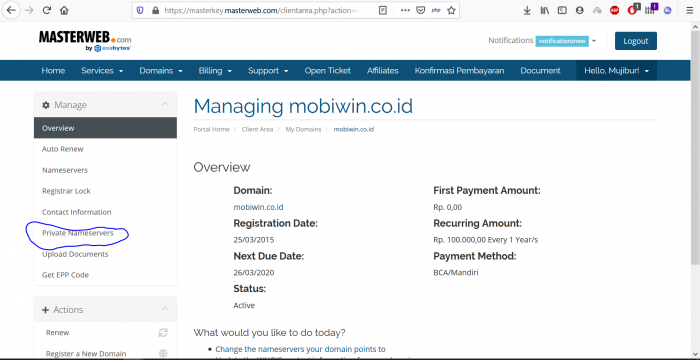 https://masterkey.masterweb.com/clientarea.php?action=
MASTERWEB.com
by exabytes
Notifications notificationsnew
Logout
Home Services Domains Billing Support Open Ticket Affiliates Konfirmasi Pembayaran Document Hello, Mujibur!
Manage
Overview
Auto Renew
Nameservers
Registrar Lock
Contact Information
Private Nameservers
Upload Documents
Get EPP Code
Actions
Renew
Register a New Domain
Managing mobiwin.co.id
Portal Home / Client Area / My Domains / mobiwin.co.id
Overview
Domain:
mobiwin.co.id
Registration Date:
25/03/2015
Next Due Date:
26/03/2020
Status:
Active
First Payment Amount:
Rp. 0,00
Recurring Amount:
Rp. 100.000,00 Every 1 Year/s
Payment Method:
BCA/Mandiri
What would you like to do today?
• Change the nameservers your domain points to